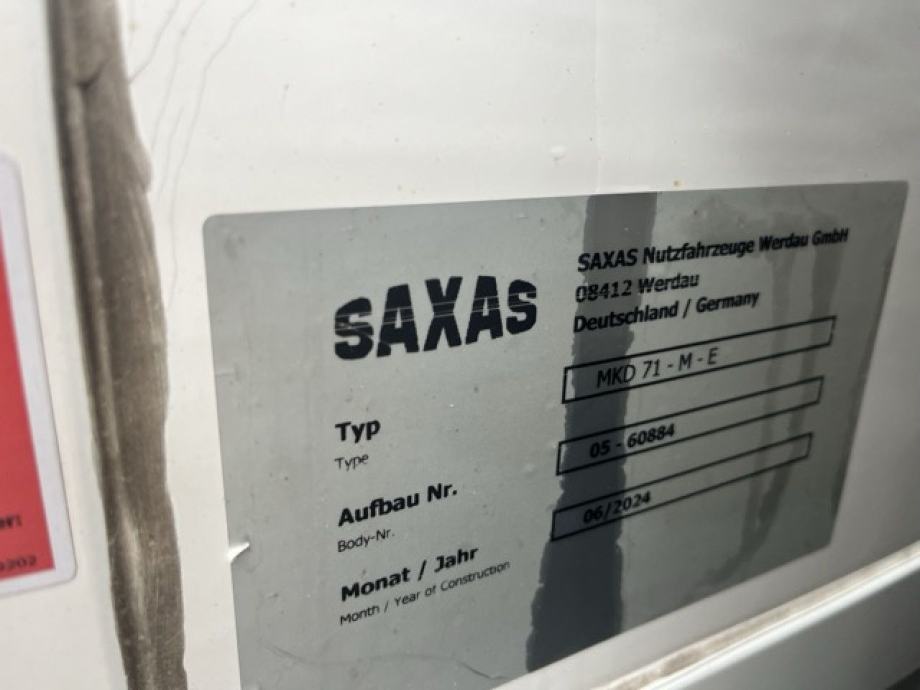 SAXAS
SAXAS Nutzfahrzeuge Werdau GmbH
08412 Werdau
Deutschland / Germany
Typ
Type
MKD 71 - M - E
Aufbau Nr.
Body-Nr.
05 - 60884
Monat / Jahr
Month / Year of Construction
06/2024